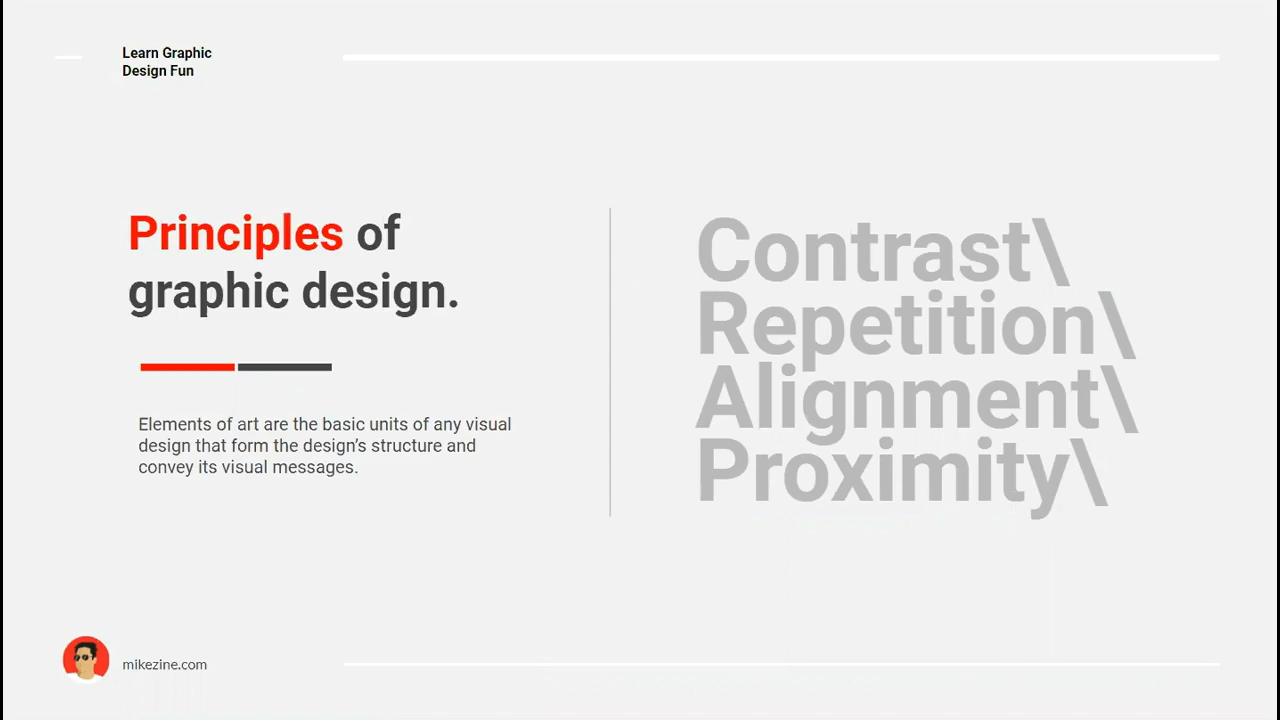 Learn Graphic
Design Fun
Principles of
graphic design.
Elements of art are the basic units of any visual
design that form the design’s structure and
convey its visual messages.
Contrast\
Repetition\
Alignment\
Proximity\
mikezine.com